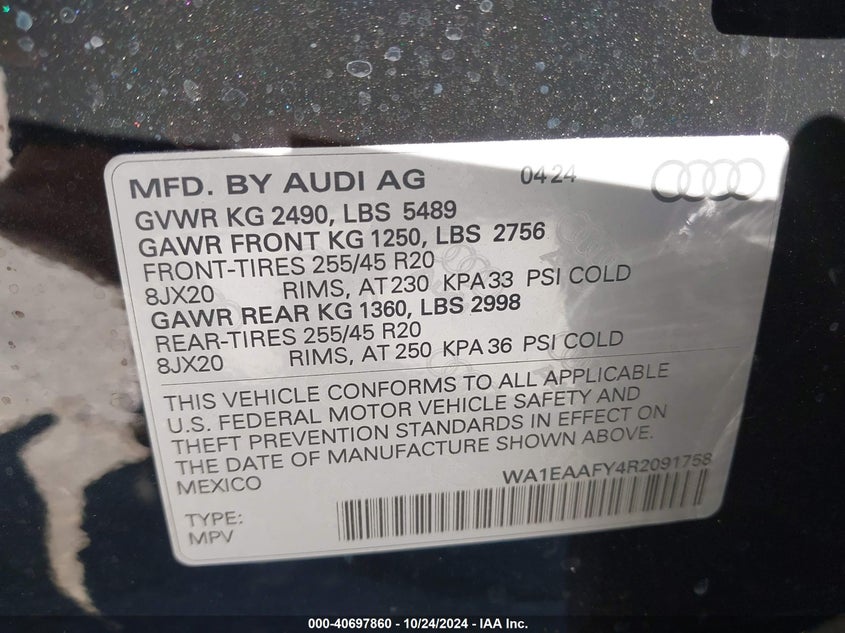 MFD. BY AUDI AG 04 24
GVWR KG 2490, LBS 5489
GAWR FRONT KG 1250, LBS 2756
FRONT-TIRES 255/45 R20
8JX20 RIMS, AT 230 KPA 33 PSI COLD
GAWR REAR KG 1360, LBS 2998
REAR-TIRES 255/45 R20
8JX20 RIMS, AT 250 KPA 36 PSI COLD
THIS VEHICLE CONFORMS TO ALL APPLICABLE
U.S. FEDERAL MOTOR VEHICLE SAFETY AND
THEFT PREVENTION STANDARDS IN EFFECT ON
THE DATE OF MANUFACTURE SHOWN ABOVE.
MEXICO WA1EAAFY4R2091758
TYPE:
MPV
000-40697860 - 10/24/2024 - IAA Inc.